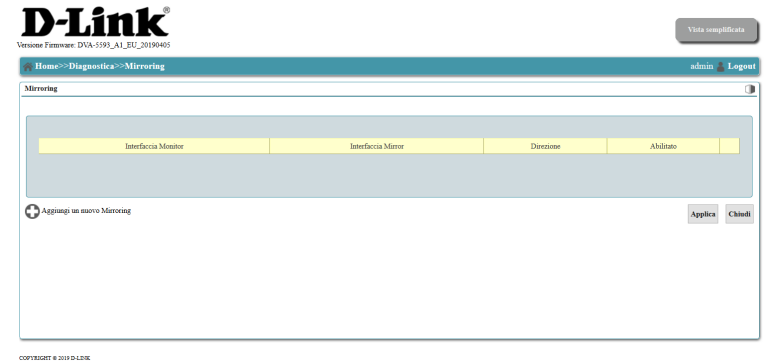 D-Link®
Versione Firmware: DVA-5593_A1_EU_20190405
Vista semplificata
Home>>Diagnostica>>Mirroring
admin Logout
Mirroring
Interfaccia Monitor Interfaccia Mirror Direzione Abilitato
Aggiungi un nuovo Mirroring
Applica Chiudi
COPYRIGHT © 2019 D-LINK